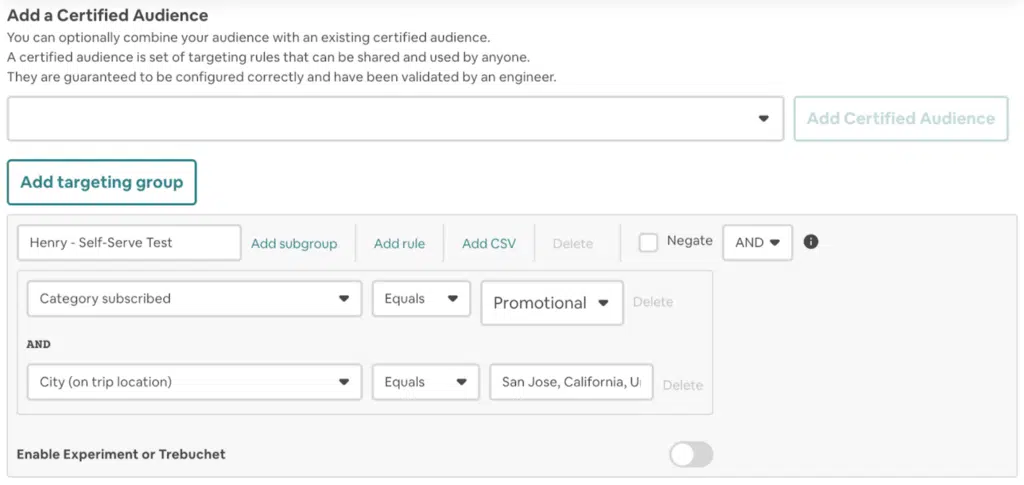 Add a Certified Audience
You can optionally combine your audience with an existing certified audience.
A certified audience is set of targeting rules that can be shared and used by anyone.
They are guaranteed to be configured correctly and have been validated by an engineer.
Add Certified Audience
Add targeting group
Henry - Self-Serve Test Add subgroup Add rule Add CSV Delete Negate AND
Category subscribed Equals Promotional Delete
AND
City (on trip location) Equals San Jose, California, U Delete
Enable Experiment or Trebuchet